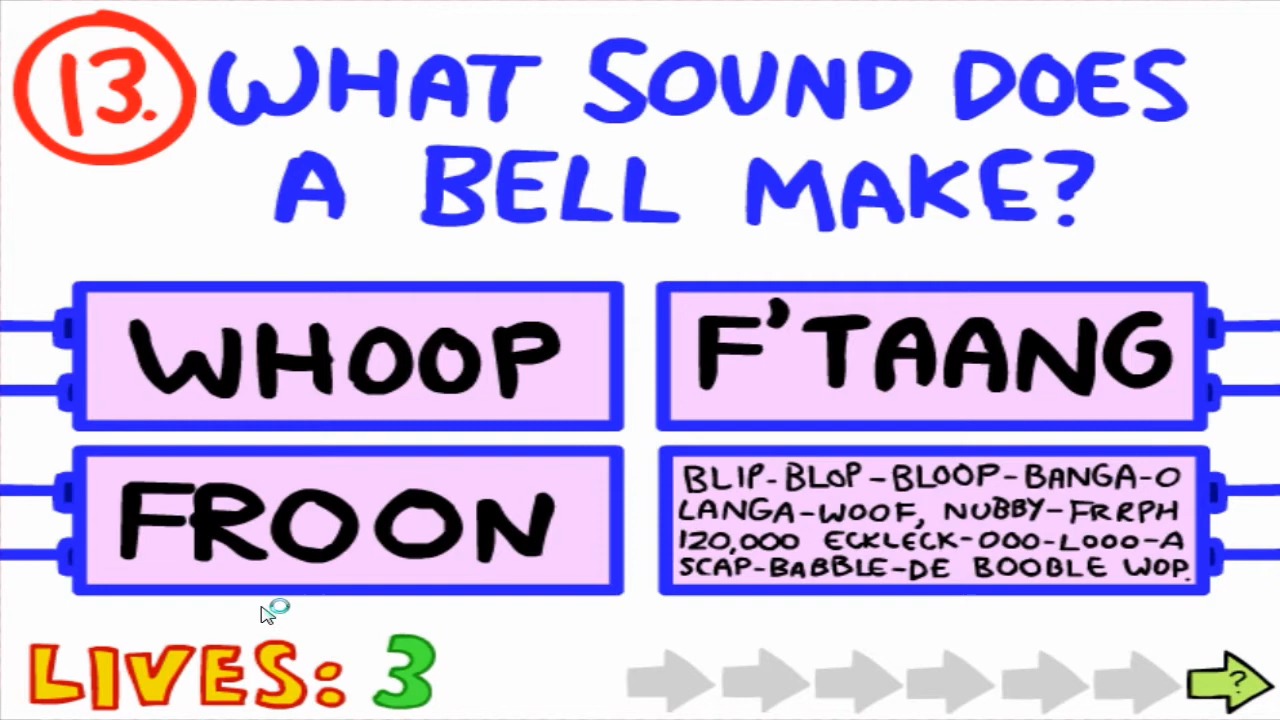 13. WHAT SOUND DOES
A BELL MAKE?
WHOOP
F'TAANG
FROON
BLIP-BLOP-BLOOP-BANGA-O
LANGA-WOOF, NUBBY-FRRPH
120,000 ECKLECK-OOO-LOOO-A
SCAP-BABBLE-DE BOOBLE WOP.
LIVES: 3
?